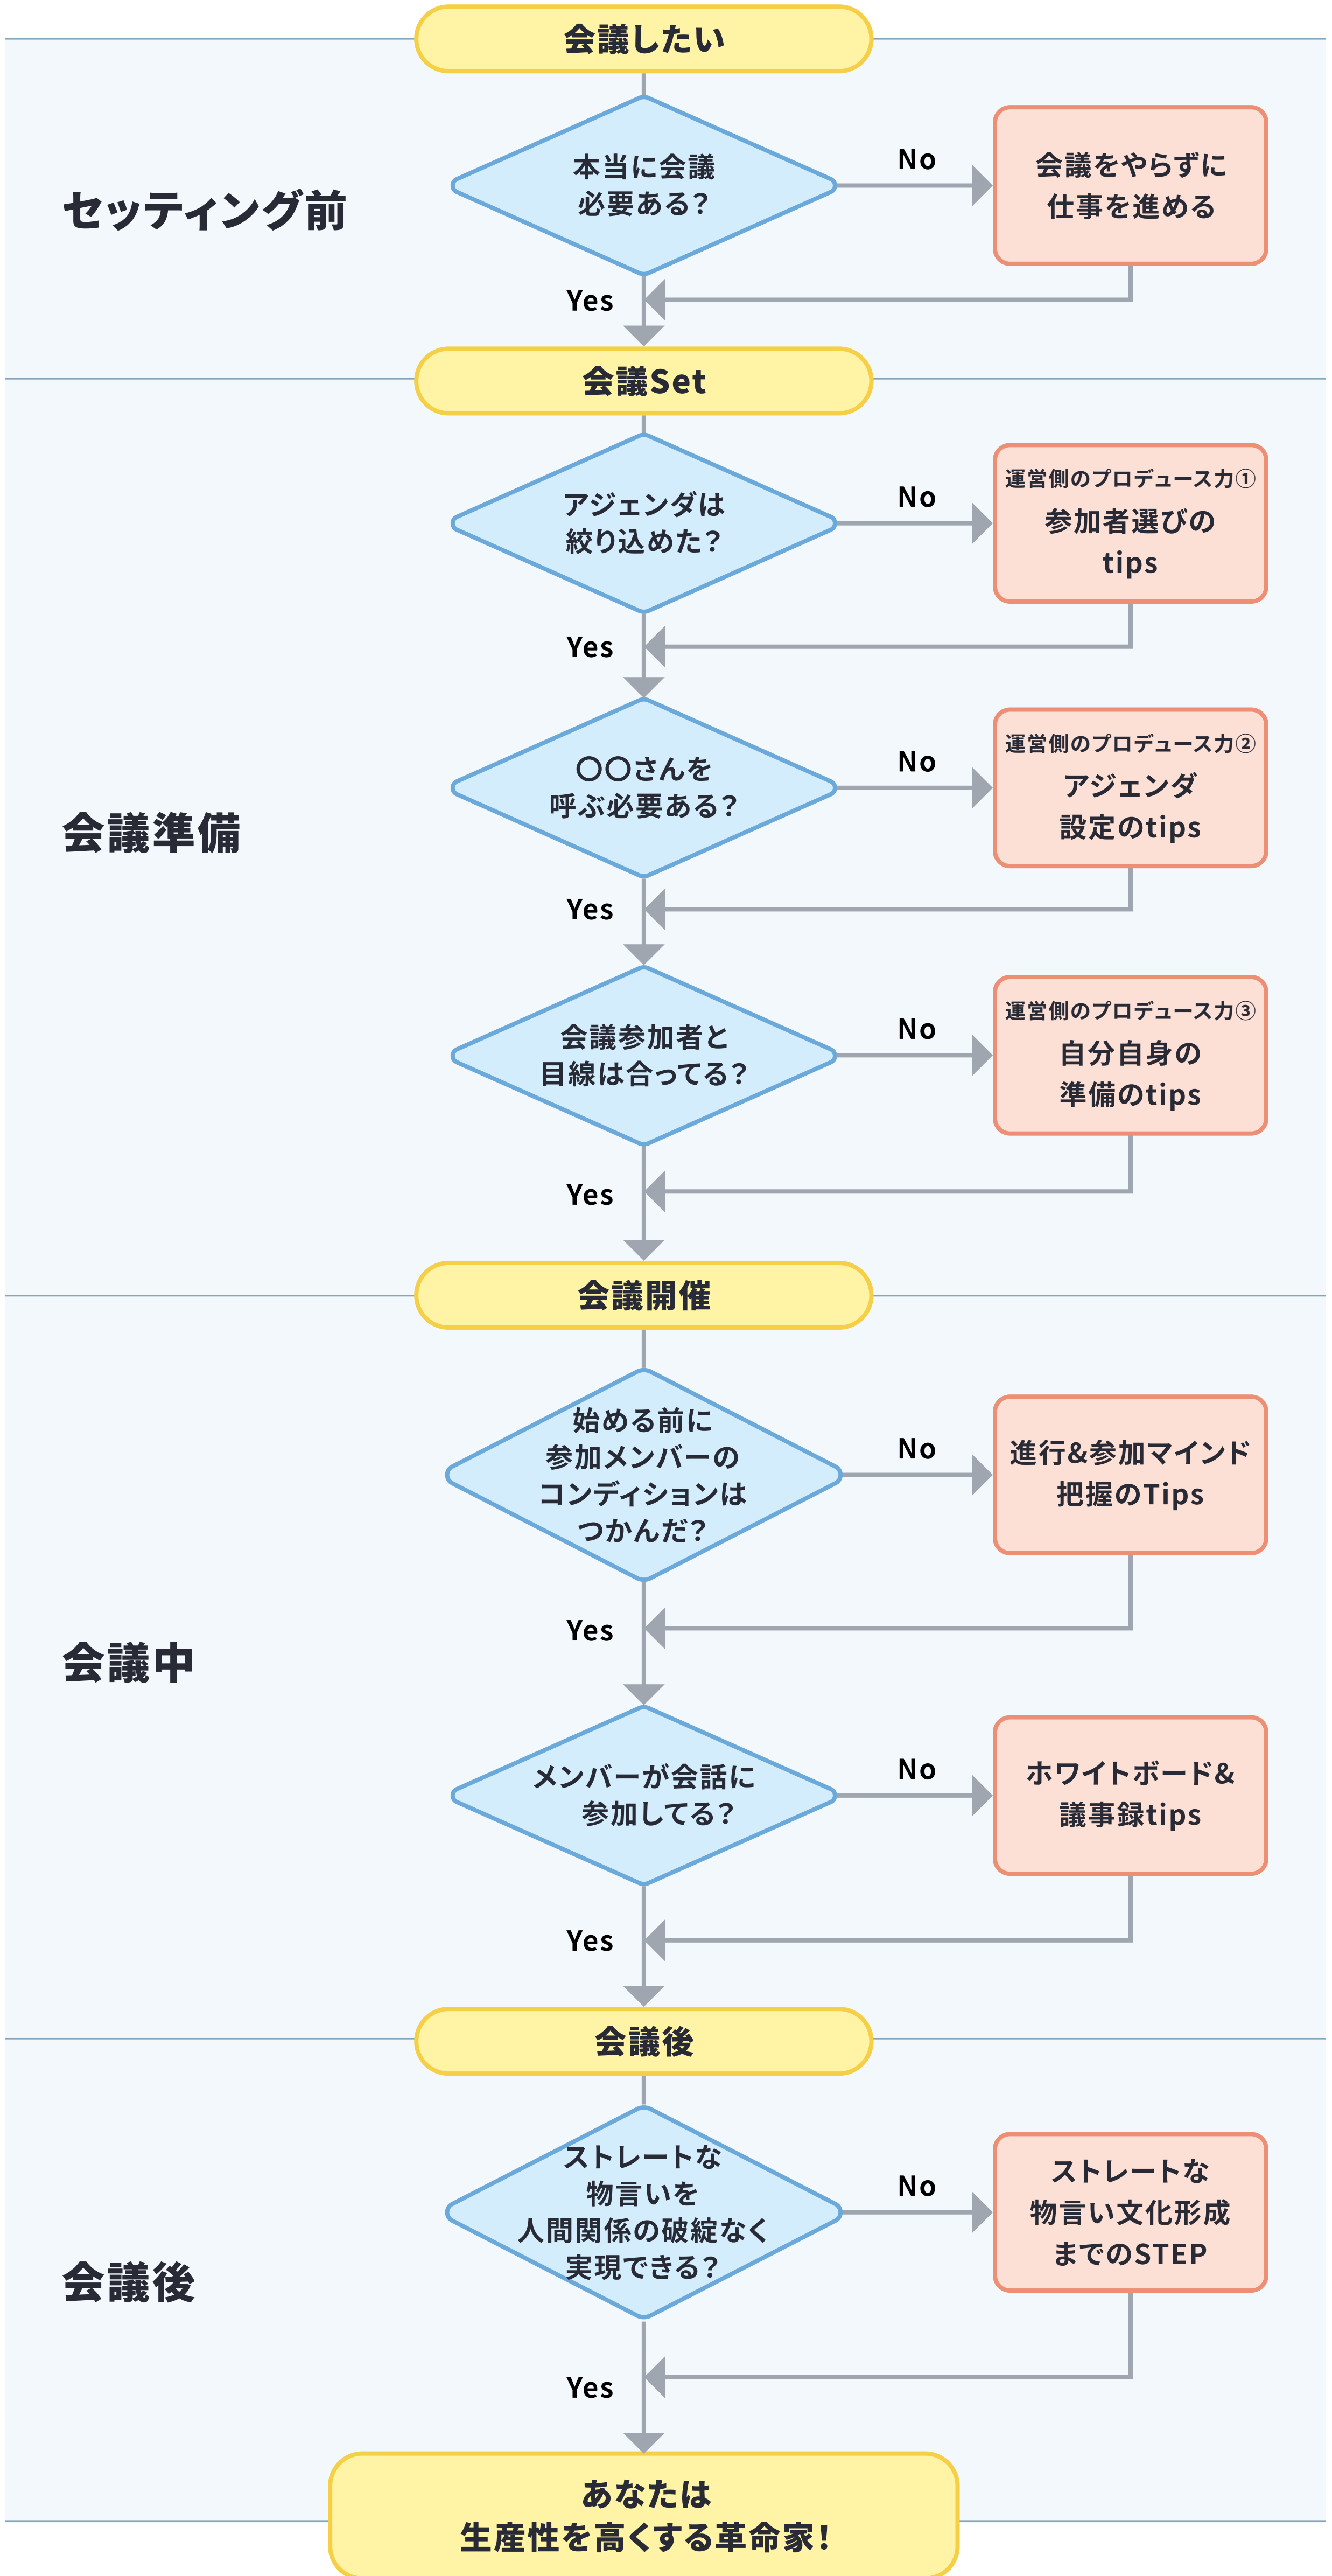 会議したい
セッティング前
本当に会議
必要ある？
No
会議をやらずに
仕事を進める
Yes
会議Set
会議準備
アジェンダは
絞り込めた？
No
運営側のプロデュース力①
参加者選びの
tips
Yes
〇〇さんを
呼ぶ必要ある？
No
運営側のプロデュース力②
アジェンダ
設定のtips
Yes
会議参加者と
目線は合ってる？
No
運営側のプロデュース力③
自分自身の
準備のtips
Yes
会議開催
会議中
始める前に
参加メンバーの
コンディションは
つかんだ？
No
進行&参加マインド
把握のTips
Yes
メンバーが会話に
参加してる？
No
ホワイトボード&
議事録tips
Yes
会議後
会議後
ストレートな
物言いを
人間関係の破綻なく
実現できる？
No
ストレートな
物言い文化形成
までのSTEP
Yes
あなたは
生産性を高くする革命家！